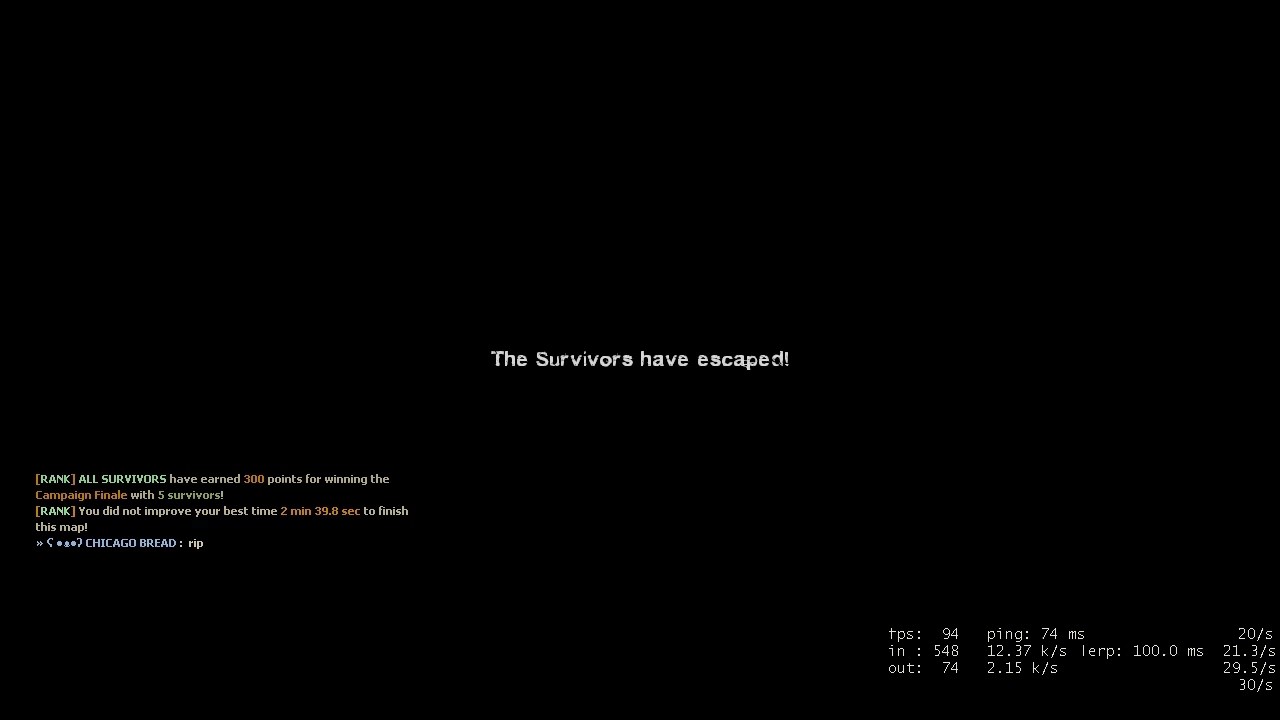 The Survivors have escaped!
[RANK] ALL SURVIVORS have earned 300 points for winning the
Campaign Finale with 5 survivors!
[RANK] You did not improve your best time 2 min 39.8 sec to finish
this map!
» ʕ •ᴥ•ʔ CHICAGO BREAD : rip
fps: 94 ping: 74 ms 20/s
in : 548 12.37 k/s lerp: 100.0 ms 21.3/s
out: 74 2.15 k/s 29.5/s
30/s